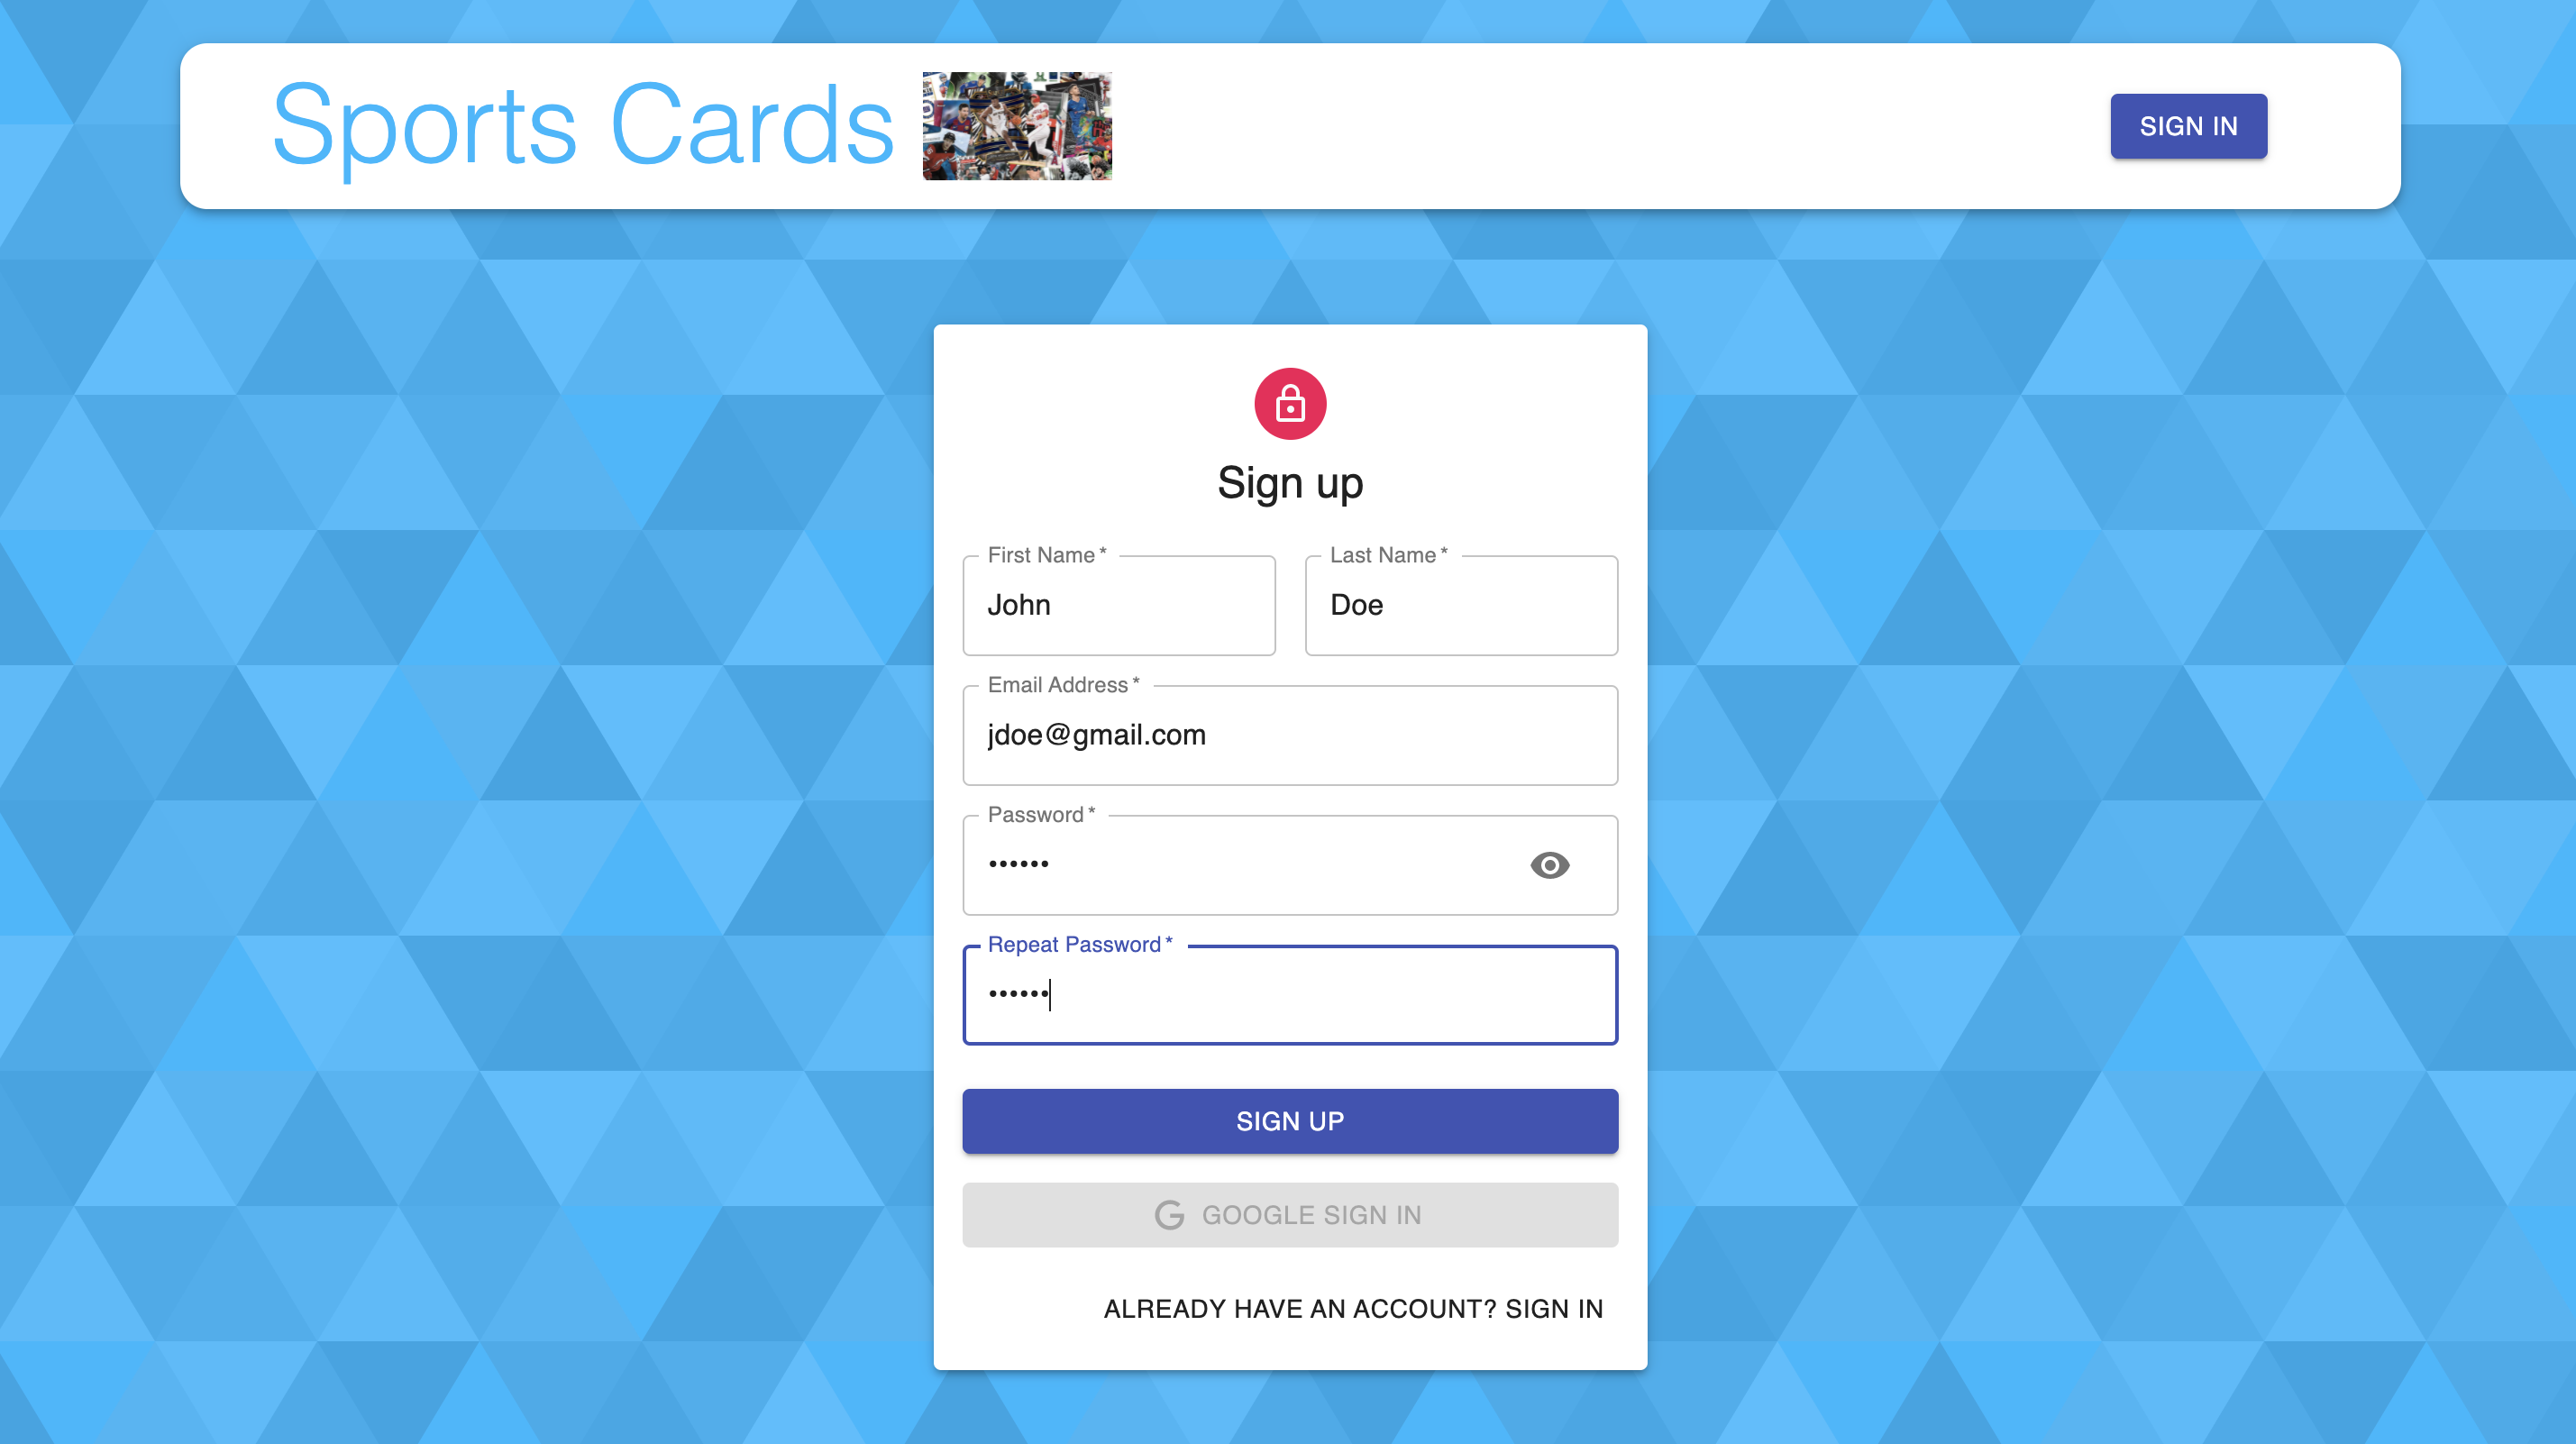 Sports Cards
SIGN IN
Sign up
First Name *
John
Last Name *
Doe
Email Address *
jdoe@gmail.com
Password *
••••••
Repeat Password *
••••••
SIGN UP
G GOOGLE SIGN IN
ALREADY HAVE AN ACCOUNT? SIGN IN